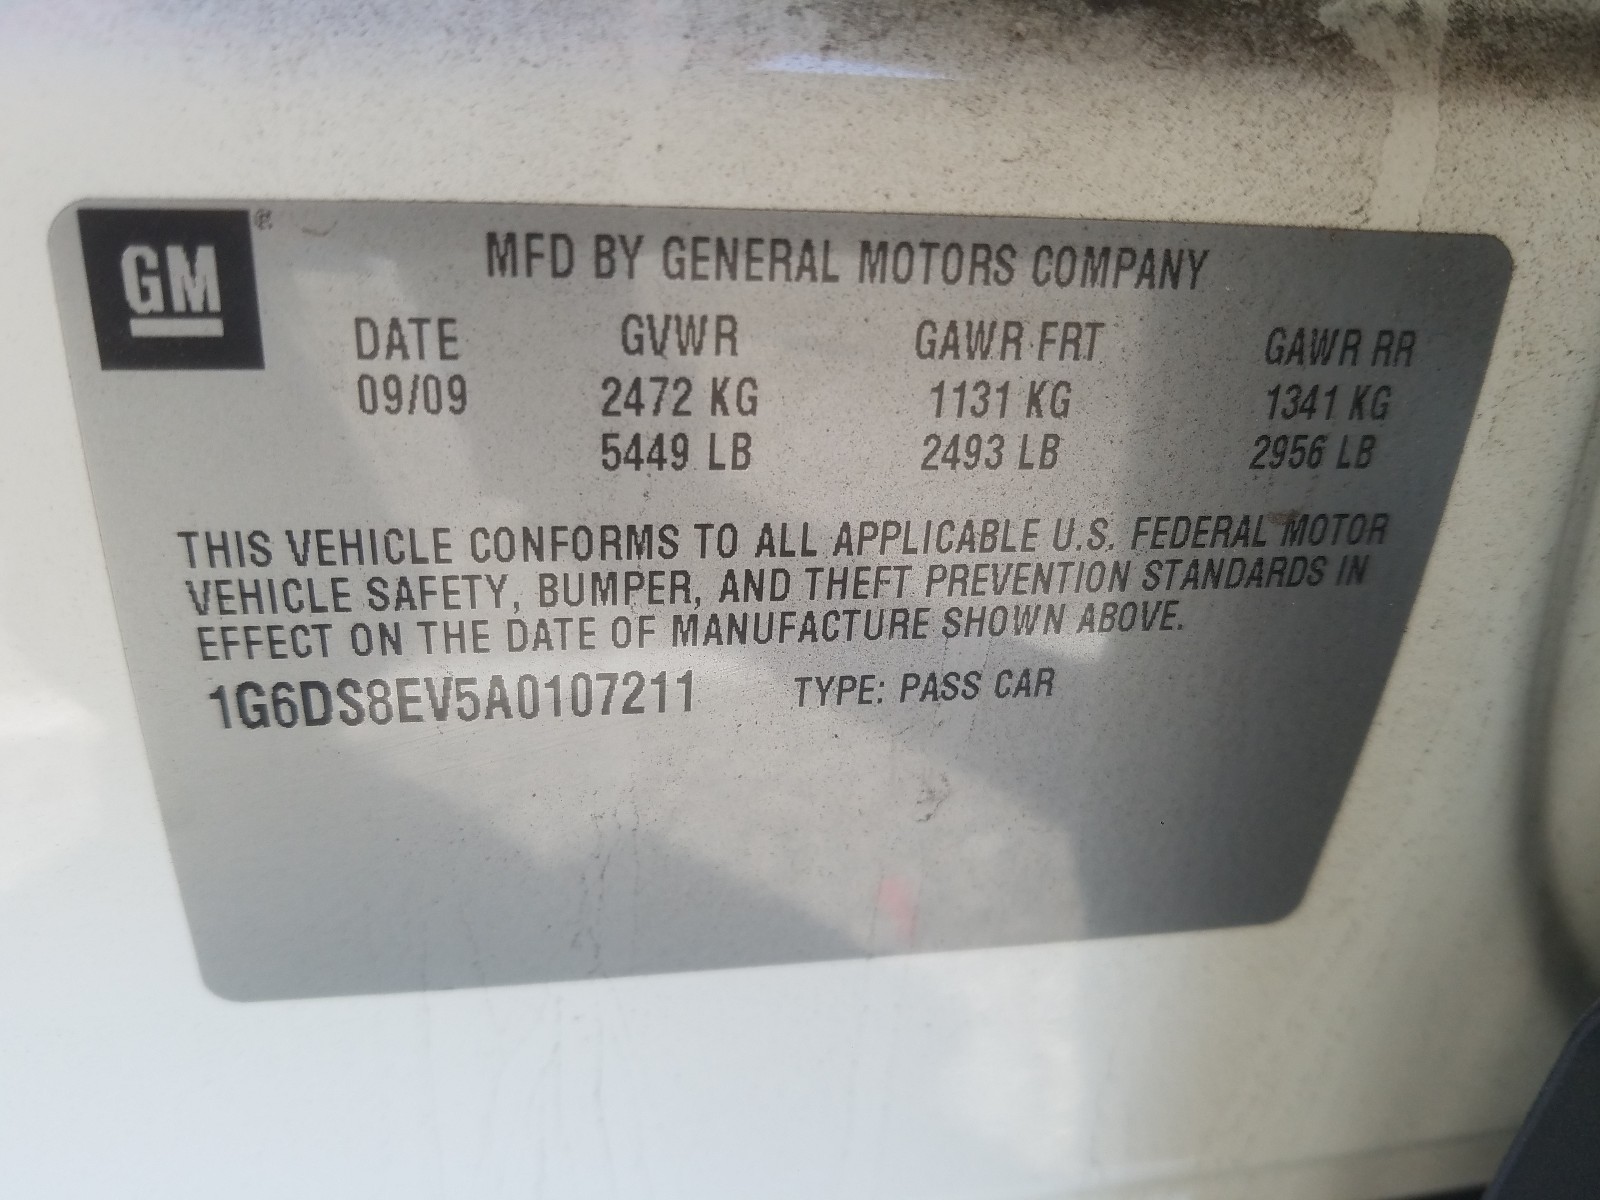 GM ®
MFD BY GENERAL MOTORS COMPANY
DATE GVWR GAWR FRT GAWR RR
09/09 2472 KG 1131 KG 1341 KG
5449 LB 2493 LB 2956 LB
THIS VEHICLE CONFORMS TO ALL APPLICABLE U.S. FEDERAL MOTOR
VEHICLE SAFETY, BUMPER, AND THEFT PREVENTION STANDARDS IN
EFFECT ON THE DATE OF MANUFACTURE SHOWN ABOVE.
1G6DS8EV5A0107211 TYPE: PASS CAR